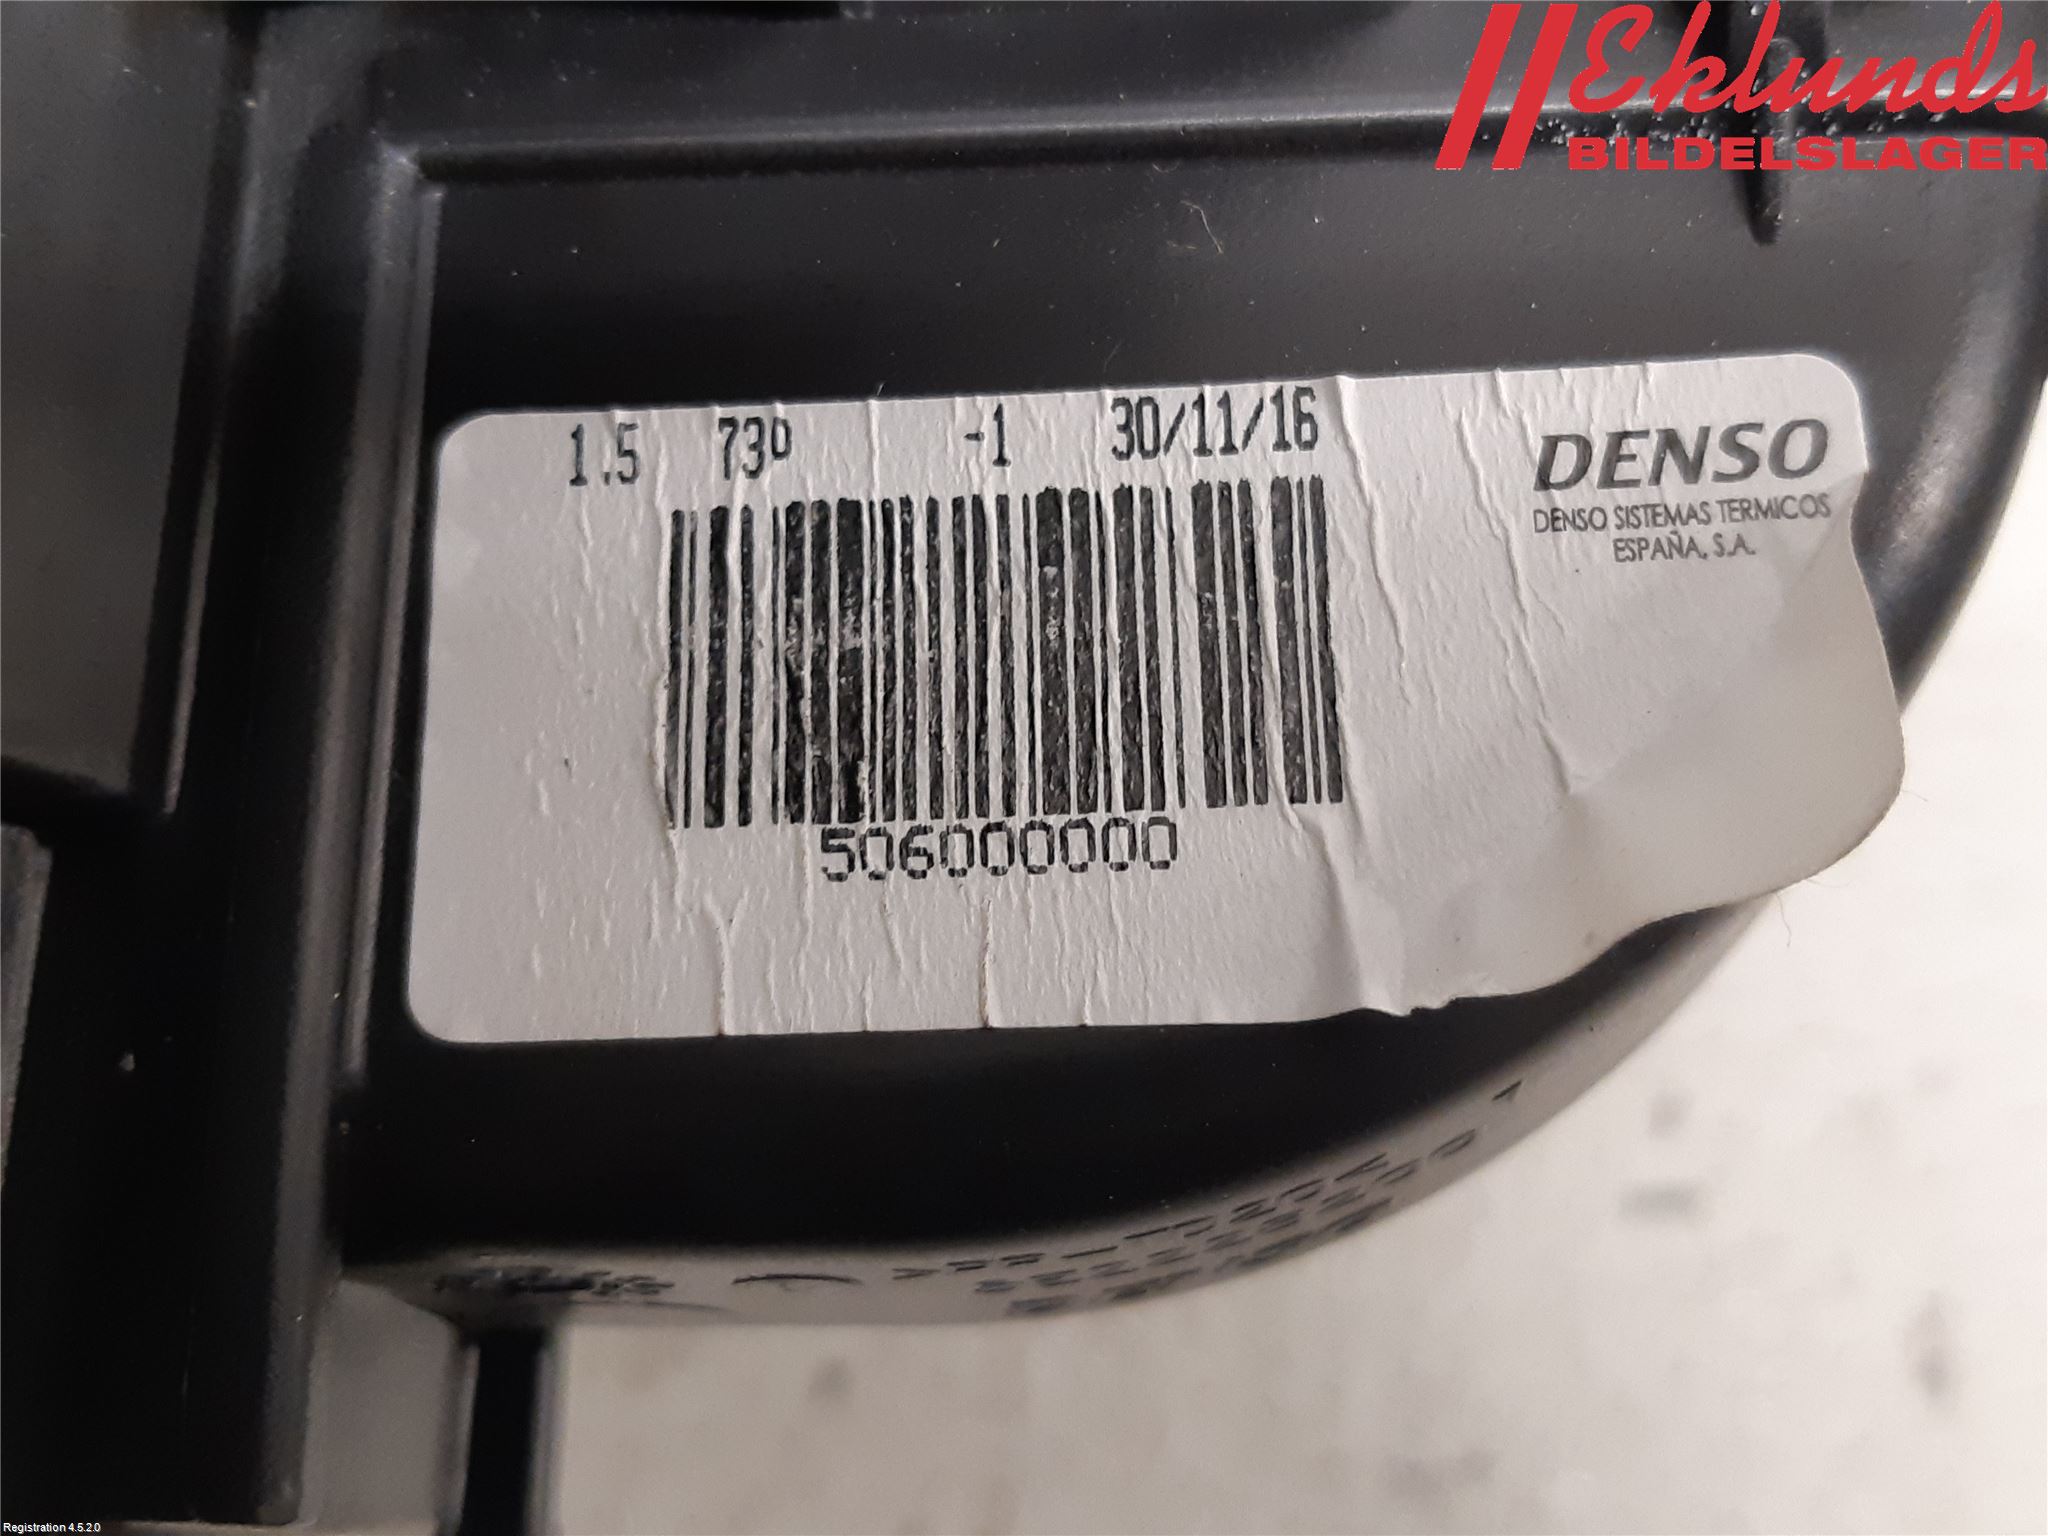 Eklunds
BILDELSLAGER
1.5 73º -1 30/11/16
DENSO
DENSO SISTEMAS TERMICOS
ESPAÑA, S.A.
506000000
Registration 4.5.2.0